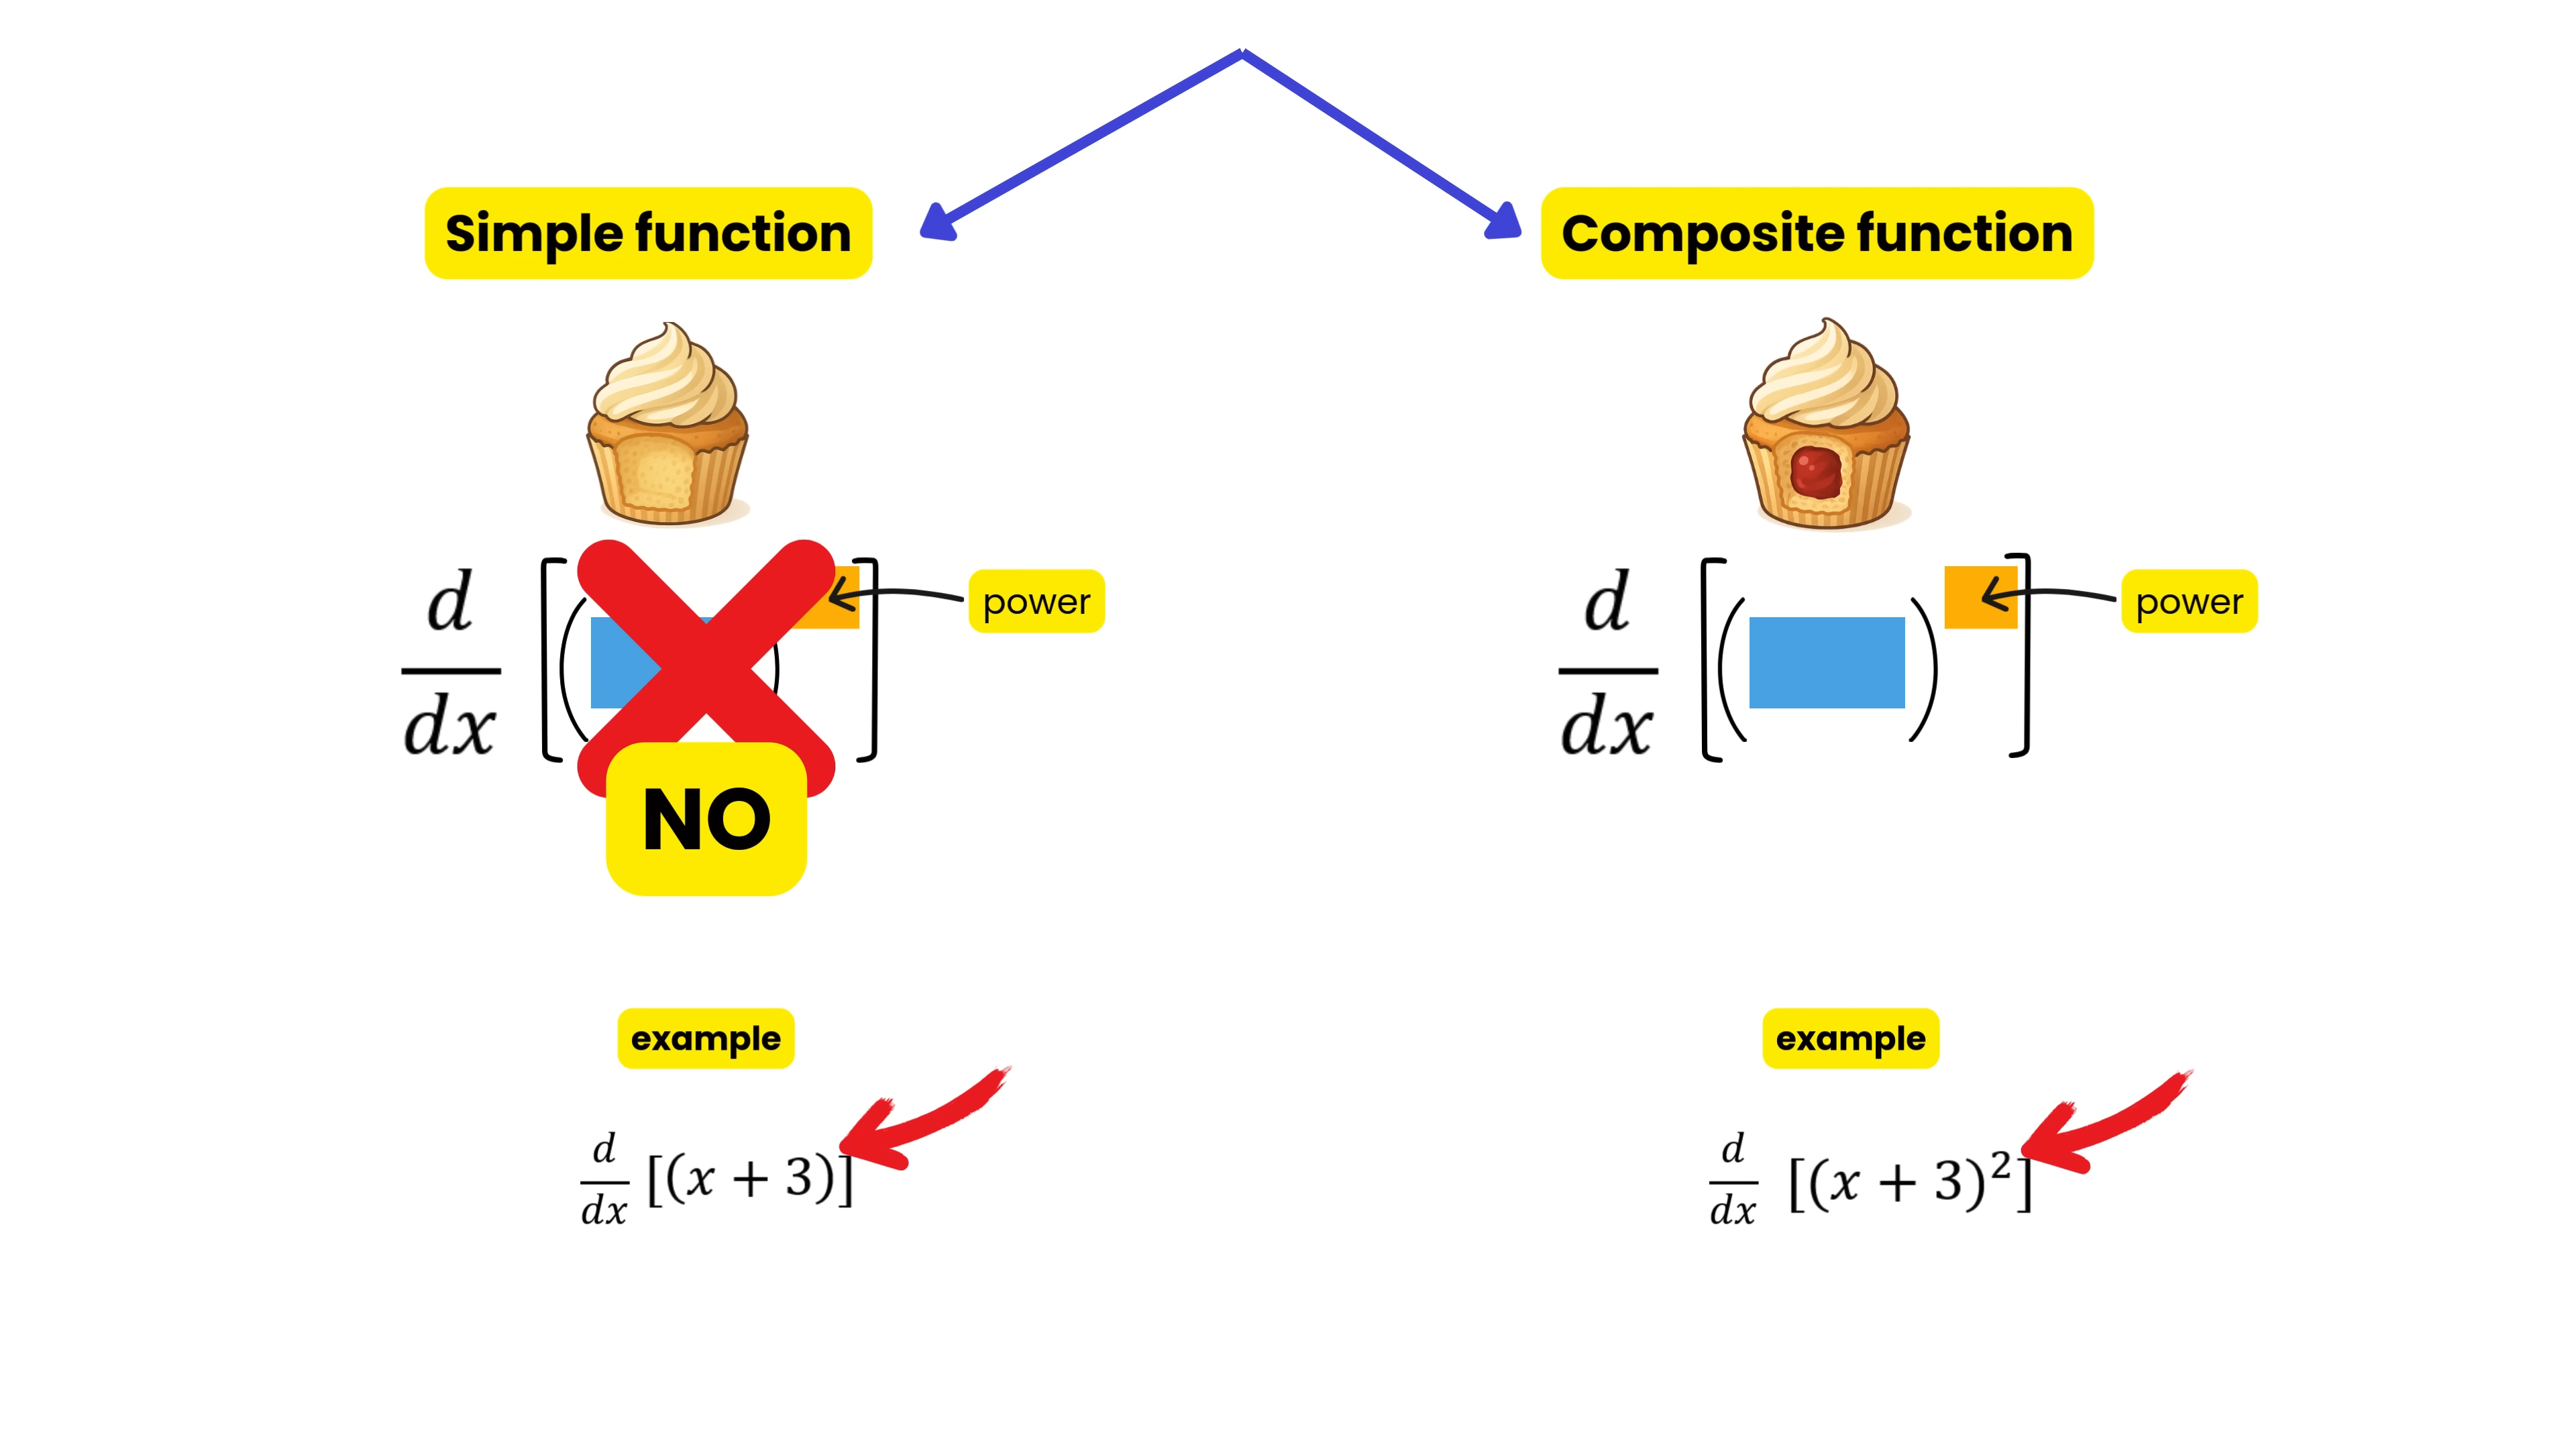 Simple function
Composite function
d/dx [( )]
power
d/dx [( )]
power
NO
example
example
d/dx [(x + 3)]
d/dx [(x + 3)²]